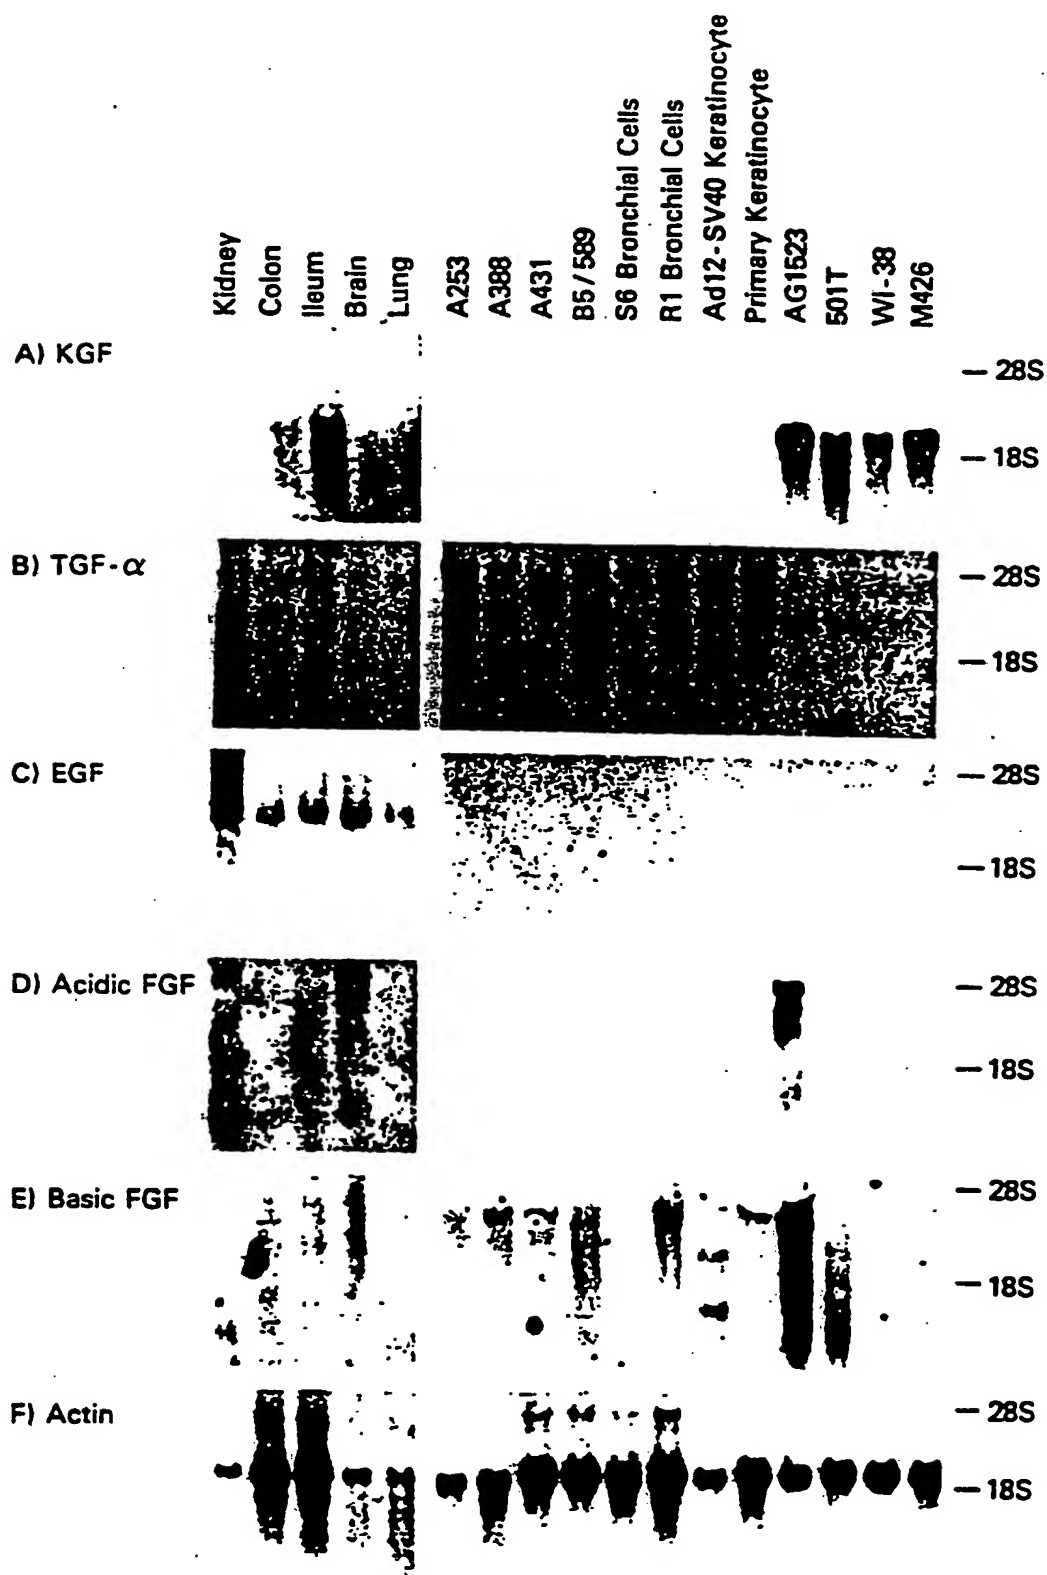 Kidney
Colon
Ileum
Brain
Lung
A253
A388
A431
B5/589
S6 Bronchial Cells
R1 Bronchial Cells
Ad12-SV40 Keratinocyte
Primary Keratinocyte
AG1523
501T
WI-38
M426
A) KGF
— 28S
— 18S
B) TGF-α
— 28S
— 18S
C) EGF
— 28S
— 18S
D) Acidic FGF
— 28S
— 18S
E) Basic FGF
— 28S
— 18S
F) Actin
— 28S
— 18S